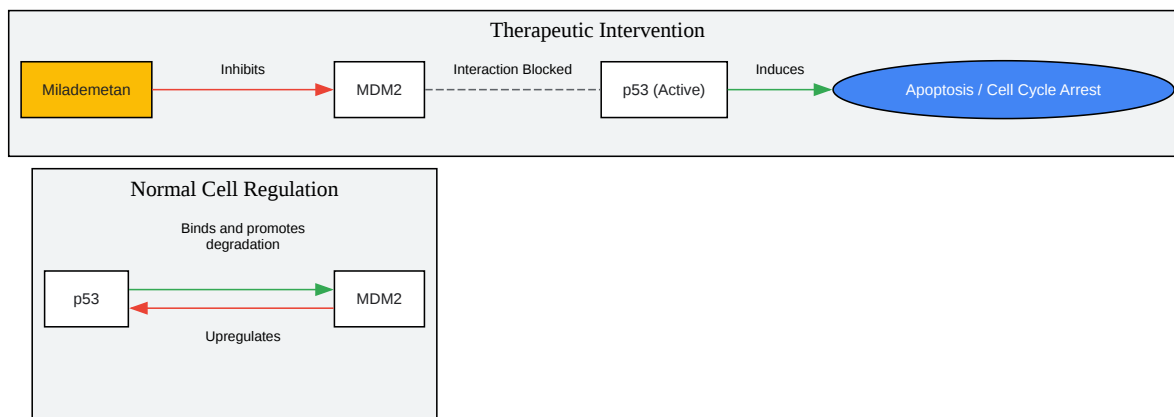 Therapeutic Intervention
Milademetan
Inhibits
MDM2
Interaction Blocked
p53 (Active)
Induces
Apoptosis / Cell Cycle Arrest
Normal Cell Regulation
Binds and promotes
degradation
p53
MDM2
Upregulates